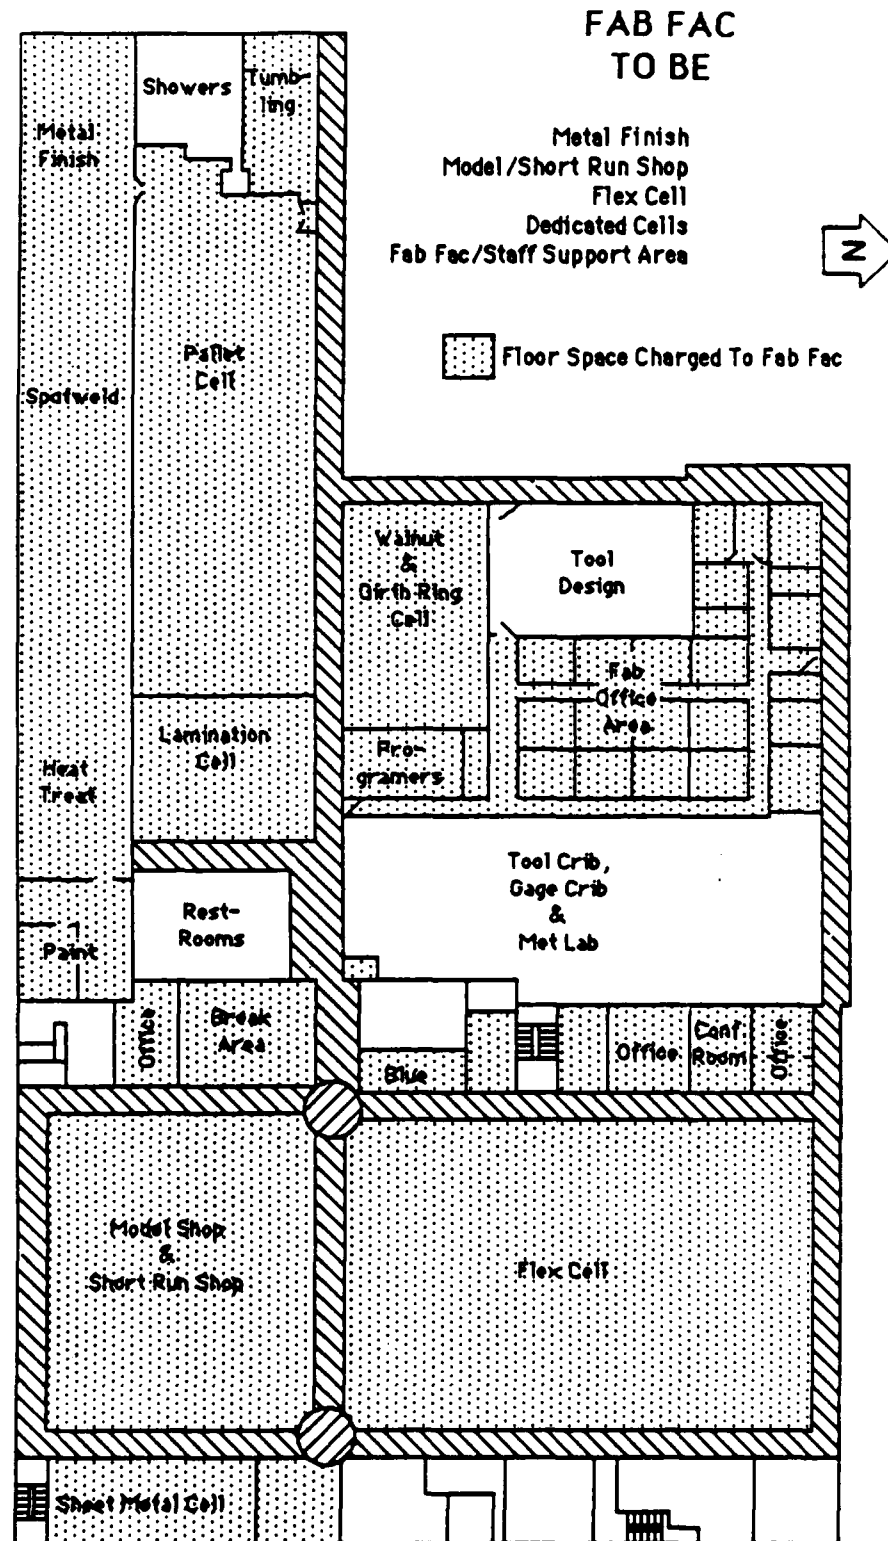 FAB FAC
TO BE
Metal Finish
Model/Short Run Shop
Flex Cell
Dedicated Cells
Fab Fac/Staff Support Area
N
Floor Space Charged To Fab Fac
Showers
Tumb-
ling
Metal
Finish
Pallet
Cell
Spotweld
Walnut
&
Girth Ring
Cell
Tool
Design
Fab
Office
Area
Lamination
Cell
Pro-
gramers
Heat
Treat
Tool Crib,
Gage Crib
&
Met Lab
Rest-
Rooms
Paint
Office
Break
Area
Blue
Office
Conf
Room
Office
Model Shop
&
Short Run Shop
Flex Cell
Sheet Metal Cell